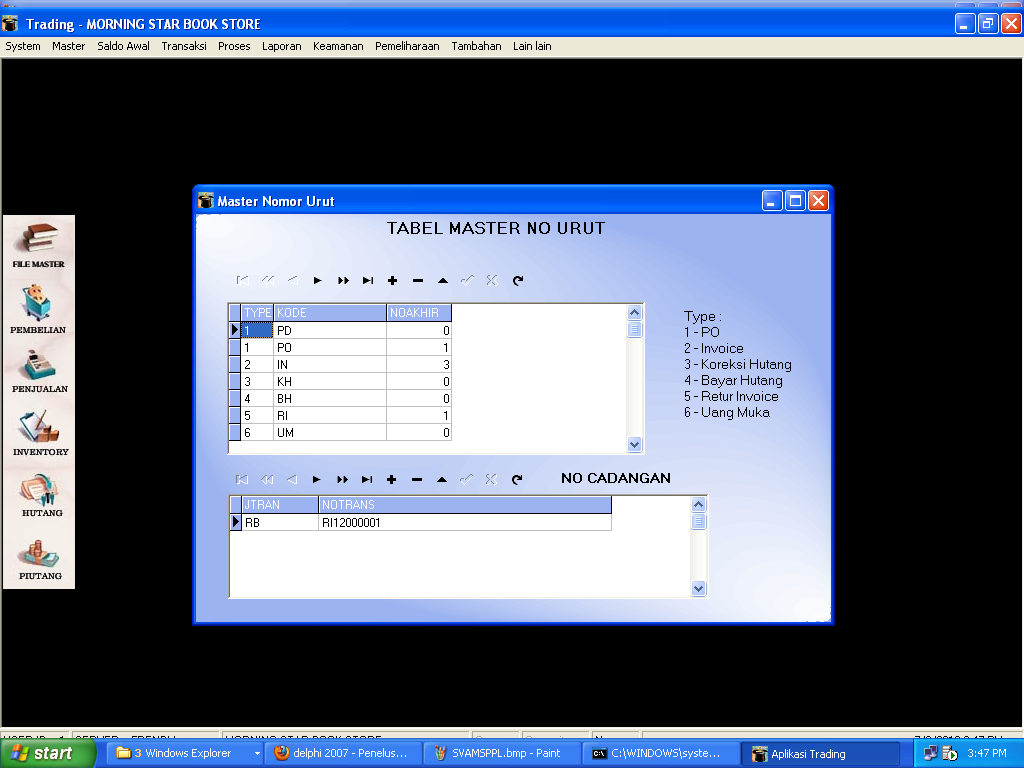 Trading - MORNING STAR BOOK STORE
System Master Saldo Awal Transaksi Proses Laporan Keamanan Pemeliharaan Tambahan Lain lain
Master Nomor Urut
TABEL MASTER NO URUT
TYPE KODE NOAKHIR
1 PD 0
1 PO 1
2 IN 3
3 KH 0
4 BH 0
5 RI 1
6 UM 0
Type :
1 - PO
2 - Invoice
3 - Koreksi Hutang
4 - Bayar Hutang
5 - Retur Invoice
6 - Uang Muka
NO CADANGAN
JTRAN NOTRANS
RB RI12000001
FILE MASTER
PEMBELIAN
PENJUALAN
INVENTORY
HUTANG
PIUTANG
MORNING STAR BOOK STORE
start
3 Windows Explorer
delphi 2007 - Penelus...
SVAMSPPL.bmp - Paint
C:\WINDOWS\syste...
Aplikasi Trading
3:47 PM